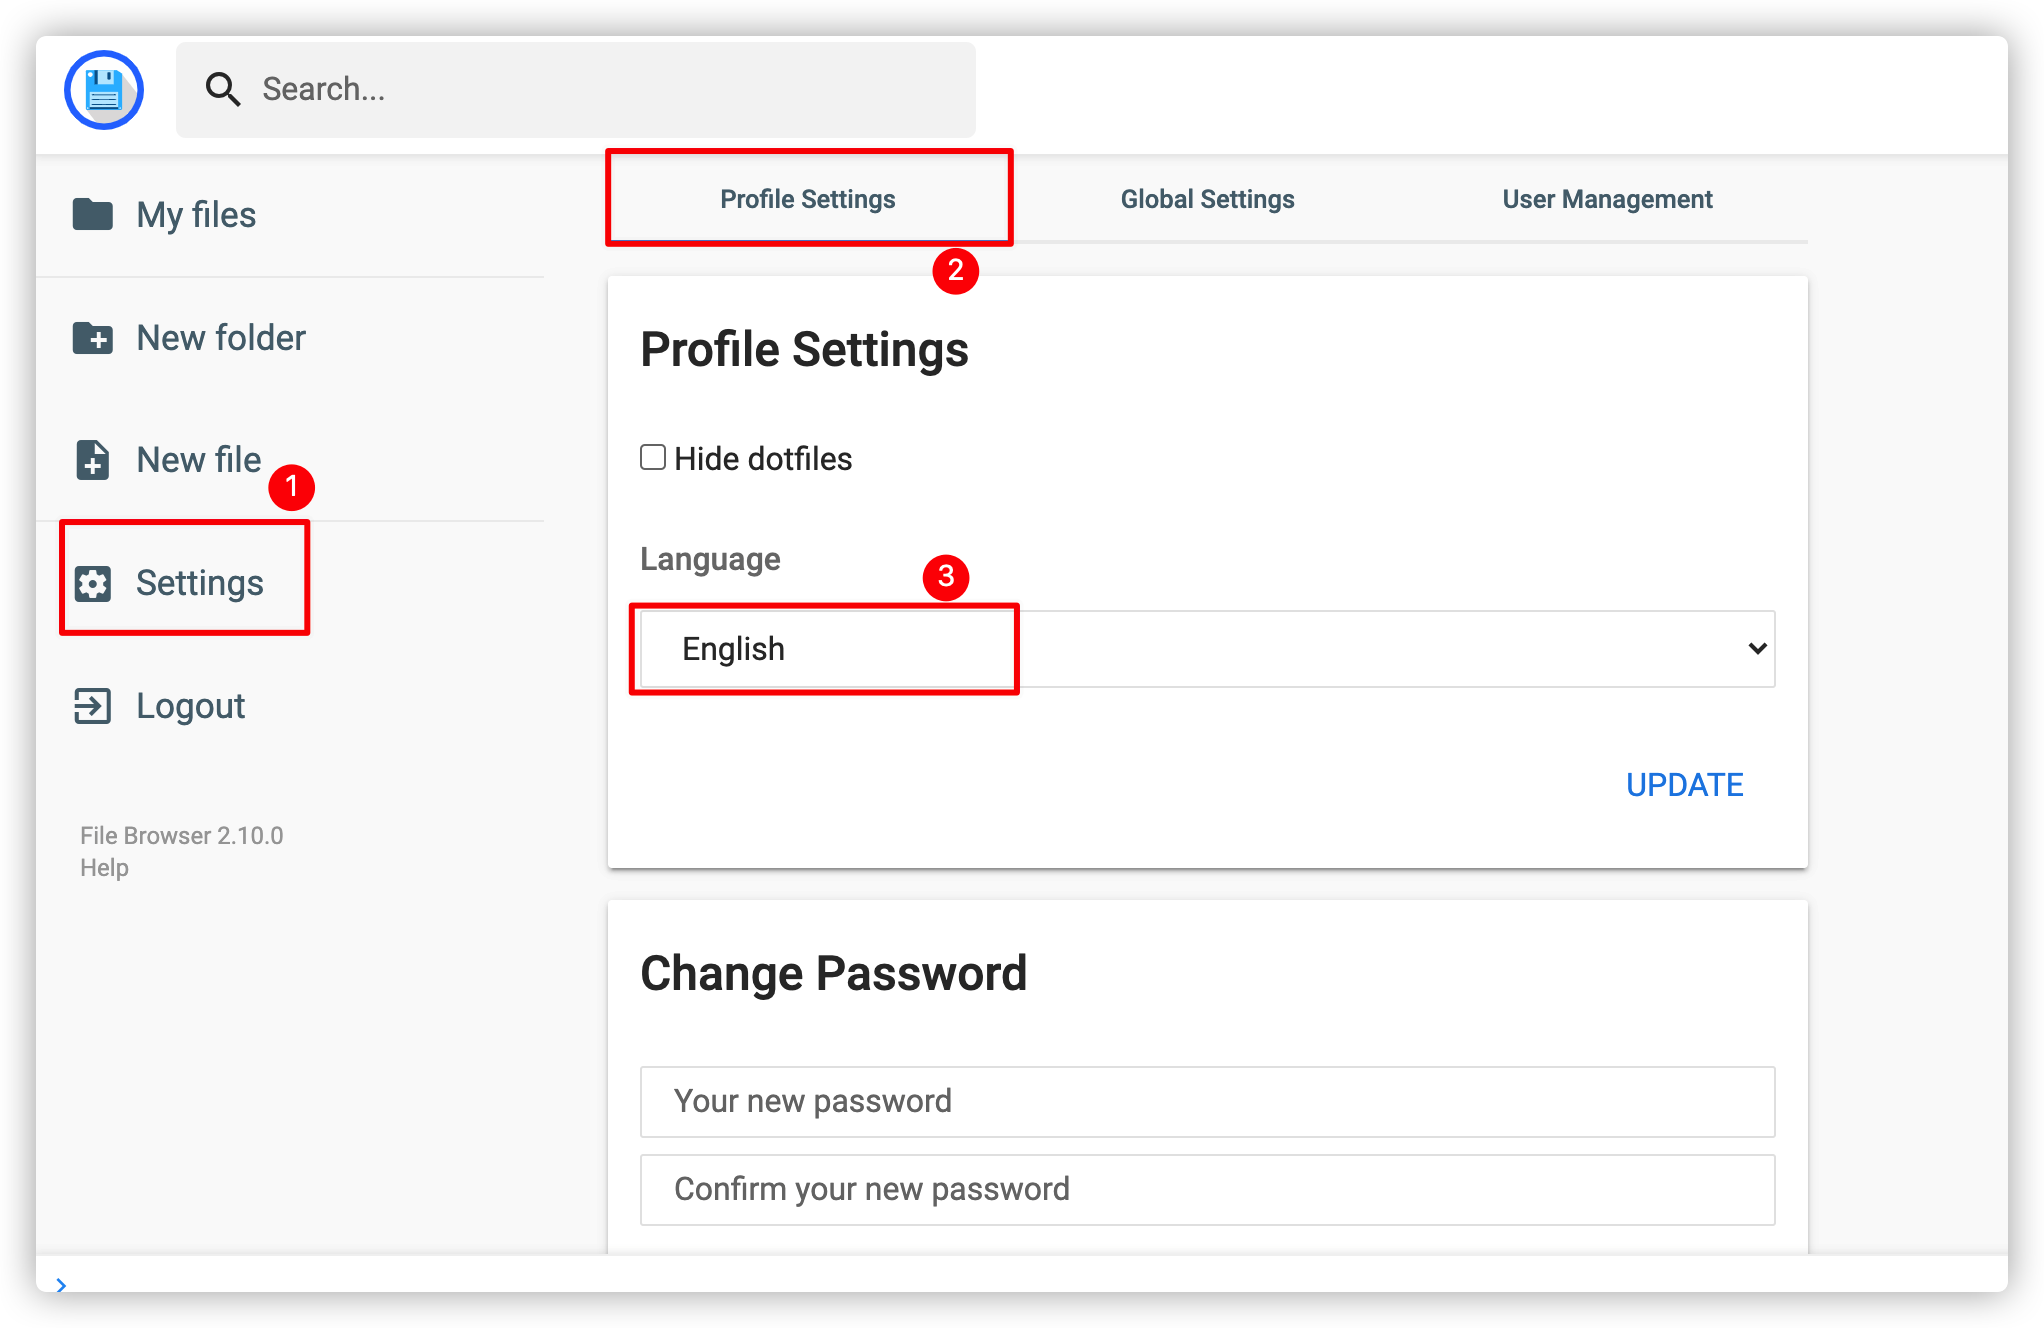 Search...
My files
New folder
New file
1
Settings
Logout
File Browser 2.10.0
Help
Profile Settings
Global Settings
User Management
2
Profile Settings
Hide dotfiles
Language
3
English
UPDATE
Change Password
Your new password
Confirm your new password